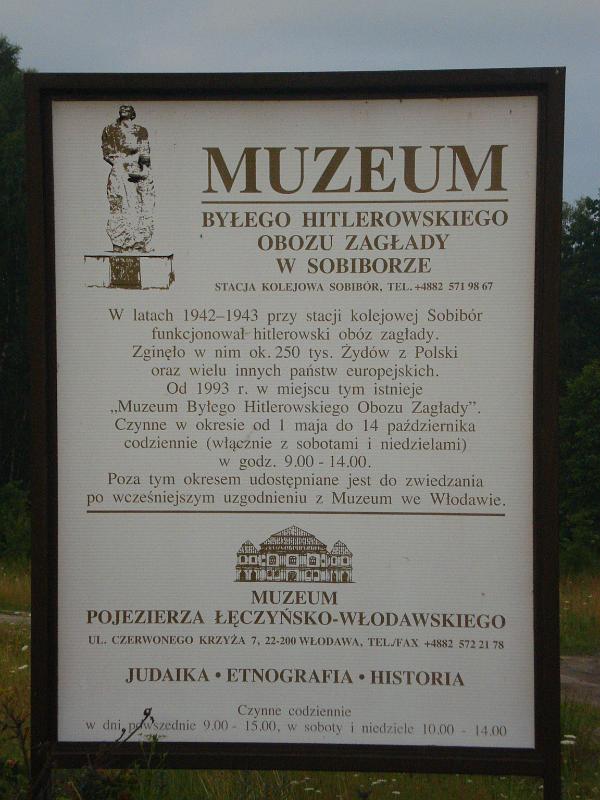 MUZEUM
BYŁEGO HITLEROWSKIEGO
OBOZU ZAGŁADY
W SOBIBORZE
STACJA KOLEJOWA SOBIBÓR, TEL. +4882 571 98 67
W latach 1942–1943 przy stacji kolejowej Sobibór
funkcjonował hitlerowski obóz zagłady.
Zginęło w nim ok. 250 tys. Żydów z Polski
oraz wielu innych państw europejskich.
Od 1993 r. w miejscu tym istnieje
„Muzeum Byłego Hitlerowskiego Obozu Zagłady”.
Czynne w okresie od 1 maja do 14 października
codziennie (włącznie z sobotami i niedzielami)
w godz. 9.00 - 14.00.
Poza tym okresem udostępniane jest do zwiedzania
po wcześniejszym uzgodnieniu z Muzeum we Włodawie.
MUZEUM
POJEZIERZA ŁĘCZYŃSKO-WŁODAWSKIEGO
UL. CZERWONEGO KRZYŻA 7, 22-200 WŁODAWA, TEL./FAX +4882 572 21 78
JUDAIKA • ETNOGRAFIA • HISTORIA
Czynne codziennie
w dni powszednie 9.00 - 15.00, w soboty i niedziele 10.00 - 14.00